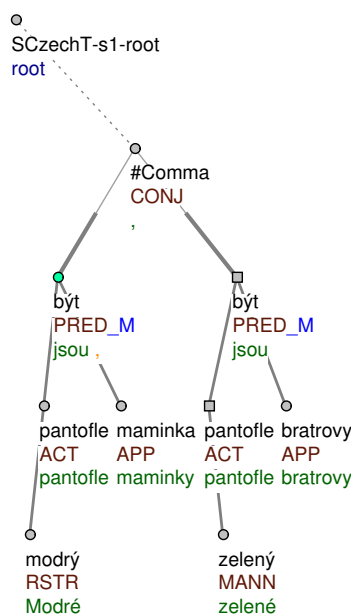 SCzechT-s1-root
root
#Comma
CONJ
,
být
PRED_M
jsou ,
být
PRED_M
jsou
pantofle
ACT
pantofle
maminka
APP
maminky
pantofle
ACT
pantofle
bratrovy
APP
bratrovy
modrý
RSTR
Modré
zelený
MANN
zelené